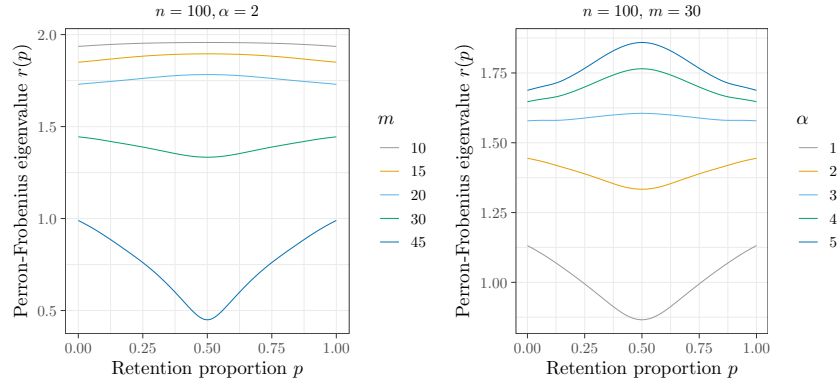 n = 100, α = 2
Perron-Frobenius eigenvalue r(p)
2.0
1.5
1.0
0.5
0.00 0.25 0.50 0.75 1.00
Retention proportion p
m
10
15
20
30
45
n = 100, m = 30
Perron-Frobenius eigenvalue r(p)
1.75
1.50
1.25
1.00
0.00 0.25 0.50 0.75 1.00
Retention proportion p
α
1
2
3
4
5